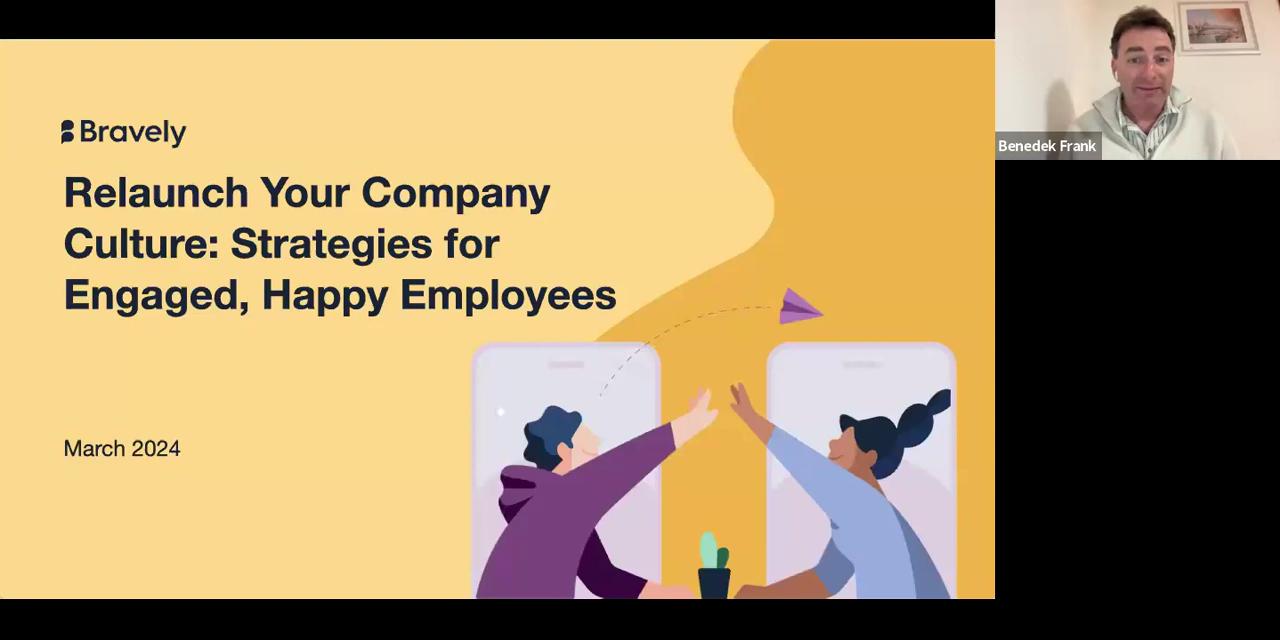 Bravely
Relaunch Your Company
Culture: Strategies for
Engaged, Happy Employees
March 2024
Benedek Frank